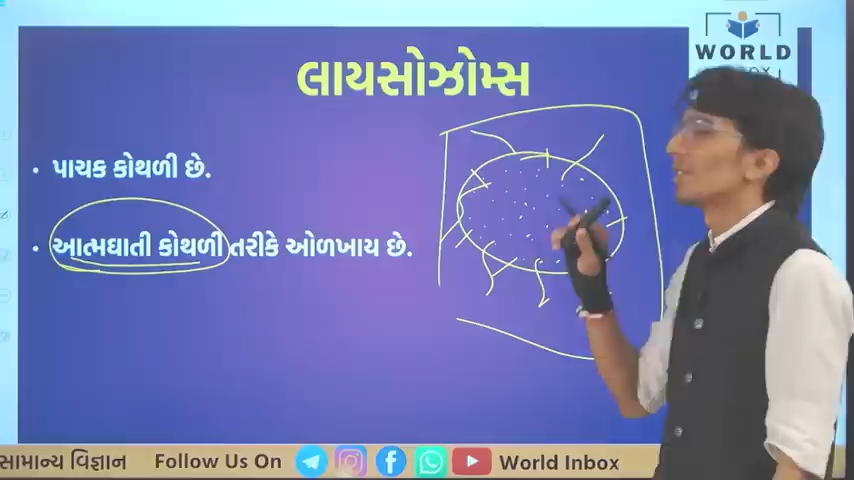 WORLD
લાયસોઝોમ્સ
• પાચક કોથળી છે.
• આત્મઘાતી કોથળી તરીકે ઓળખાય છે.
સામાન્ય વિજ્ઞાન Follow Us On World Inbox